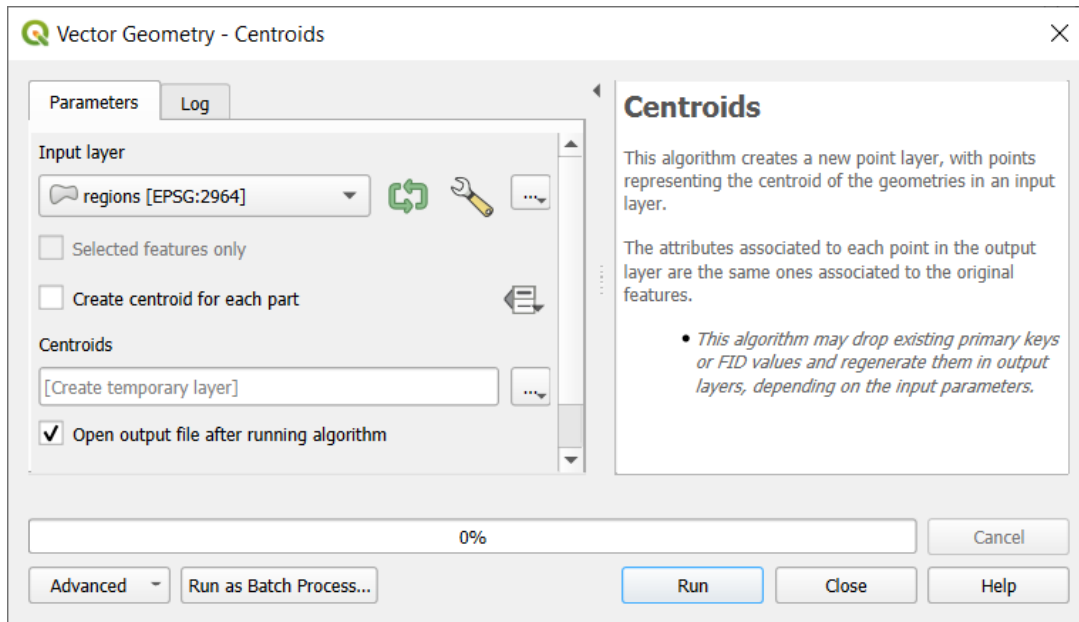 Vector Geometry - Centroids
Parameters
Log
Input layer
regions [EPSG:2964]
...
Selected features only
Create centroid for each part
Centroids
[Create temporary layer]
...
Open output file after running algorithm
Centroids
This algorithm creates a new point layer, with points
representing the centroid of the geometries in an input
layer.
The attributes associated to each point in the output
layer are the same ones associated to the original
features.
• This algorithm may drop existing primary keys
or FID values and regenerate them in output
layers, depending on the input parameters.
0%
Cancel
Advanced
Run as Batch Process...
Run
Close
Help